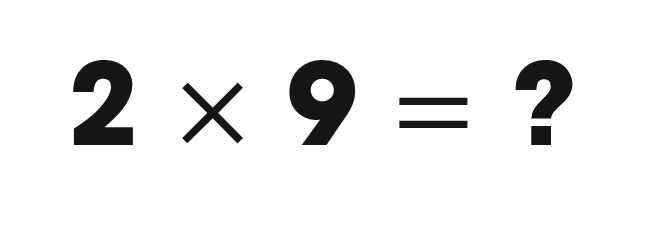 2 × 9 = ?